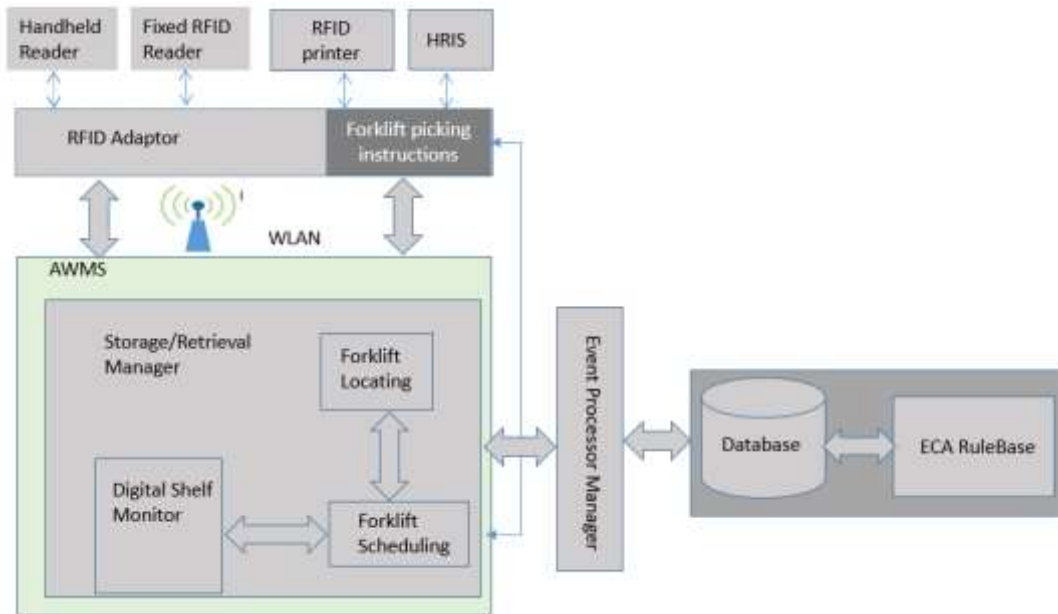 Handheld
Reader
Fixed RFID
Reader
RFID
printer
HRIS
RFID Adaptor
Forklift picking
instructions
WLAN
AWMS
Storage/Retrieval
Manager
Forklift
Locating
Digital Shelf
Monitor
Forklift
Scheduling
Event Processor Manager
Database
ECA RuleBase